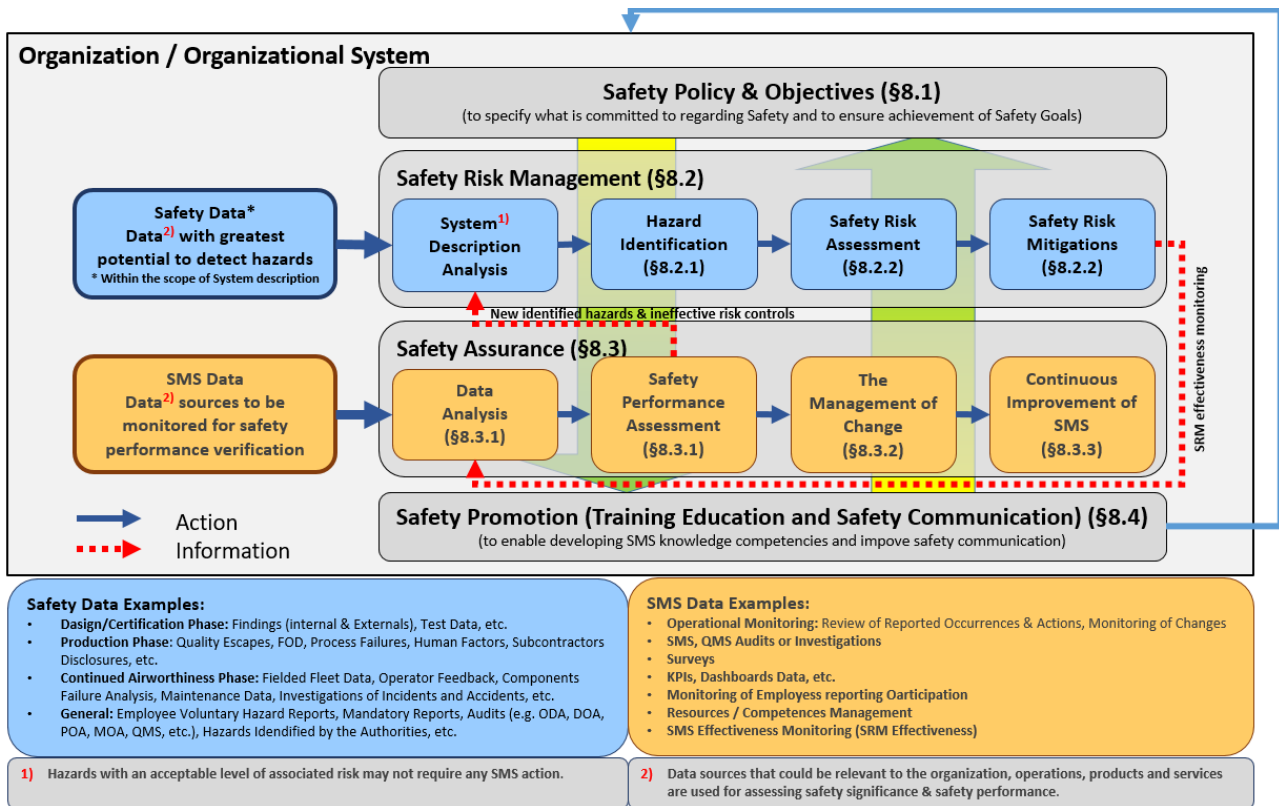 Organization / Organizational System
Safety Policy & Objectives (§8.1)
(to specify what is committed to regarding Safety and to ensure achievement of Safety Goals)
Safety Risk Management (§8.2)
Safety Data*
Data2) with greatest
potential to detect hazards
* Within the scope of System description
System1)
Description
Analysis
Hazard
Identification
(§8.2.1)
Safety Risk
Assessment
(§8.2.2)
Safety Risk
Mitigations
(§8.2.2)
SRM effectiveness monitoring
New identified hazards & ineffective risk controls
Safety Assurance (§8.3)
SMS Data
Data2) sources to be
monitored for safety
performance verification
Data
Analysis
(§8.3.1)
Safety
Performance
Assessment
(§8.3.1)
The
Management of
Change
(§8.3.2)
Continuous
Improvement of
SMS
(§8.3.3)
Safety Promotion (Training Education and Safety Communication) (§8.4)
(to enable developing SMS knowledge competencies and impove safety communication)
Action
Information
Safety Data Examples:
• Dasign/Certification Phase: Findings (internal & Externals), Test Data, etc.
• Production Phase: Quality Escapes, FOD, Process Failures, Human Factors, Subcontractors
Disclosures, etc.
• Continued Airworthiness Phase: Fielded Fleet Data, Operator Feedback, Components
Failure Analysis, Maintenance Data, Investigations of Incidents and Accidents, etc.
• General: Employee Voluntary Hazard Reports, Mandatory Reports, Audits (e.g. ODA, DOA,
POA, MOA, QMS, etc.), Hazards Idendified by the Authorities, etc.
SMS Data Examples:
• Operational Monitoring: Review of Reported Occurrences & Actions, Monitoring of Changes
• SMS, QMS Audits or Investigations
• Surveys
• KPIs, Dashboards Data, etc.
• Monitoring of Employess reporting Oarticipation
• Resources / Competences Management
• SMS Effectiveness Monitoring (SRM Effectiveness)
1) Hazards with an acceptable level of associated risk may not require any SMS action.
2) Data sources that could be relevant to the organization, operations, products and services
are used for assessing safety significance & safety performance.